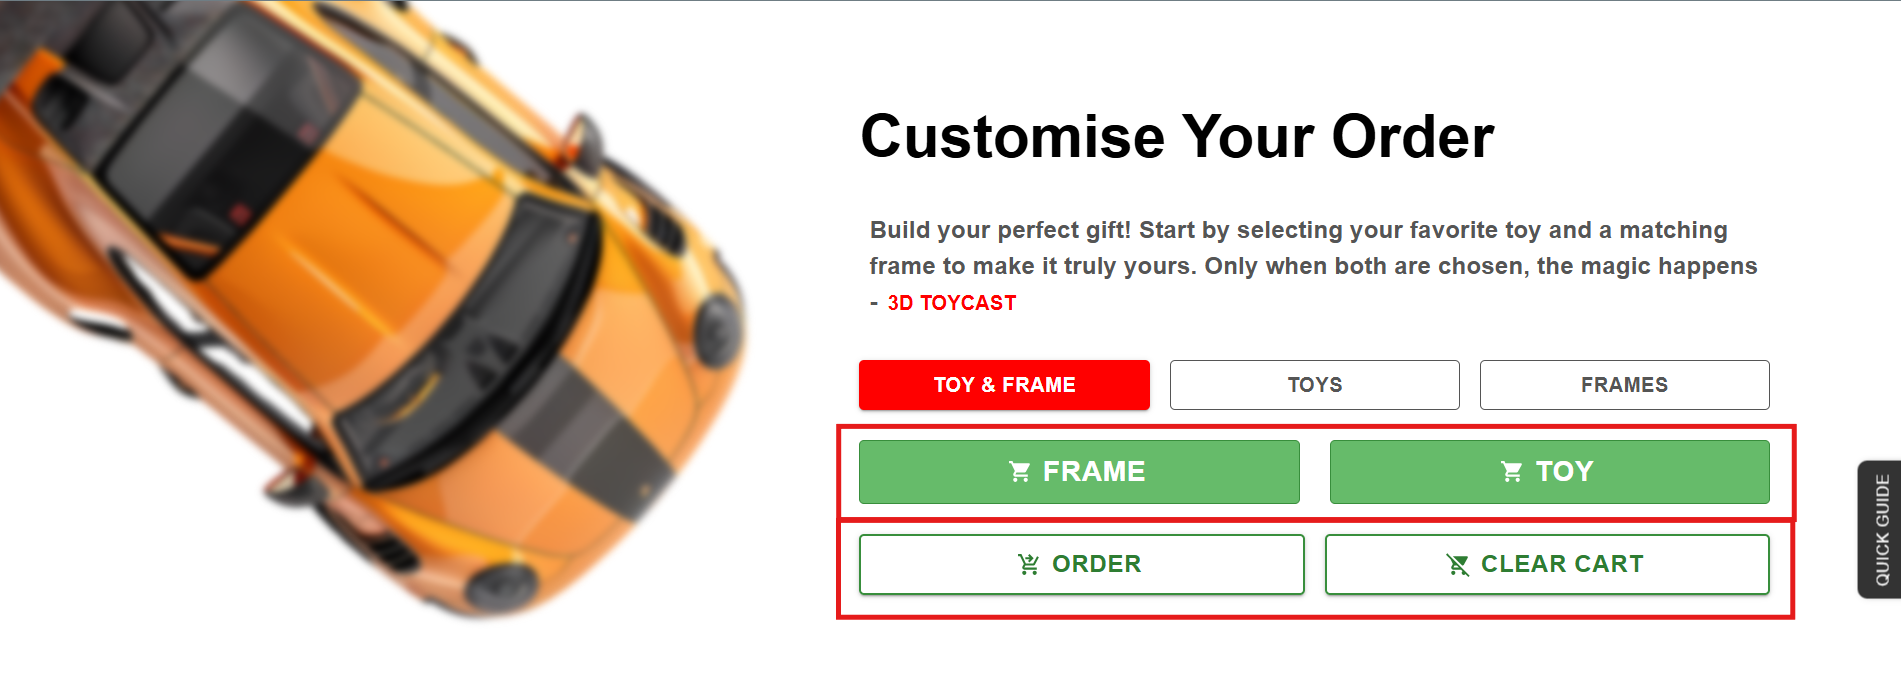 Customise Your Order
Build your perfect gift! Start by selecting your favorite toy and a matching
frame to make it truly yours. Only when both are chosen, the magic happens
- 3D TOYCAST
TOY & FRAME
TOYS
FRAMES
FRAME
TOY
ORDER
CLEAR CART
QUICK GUIDE